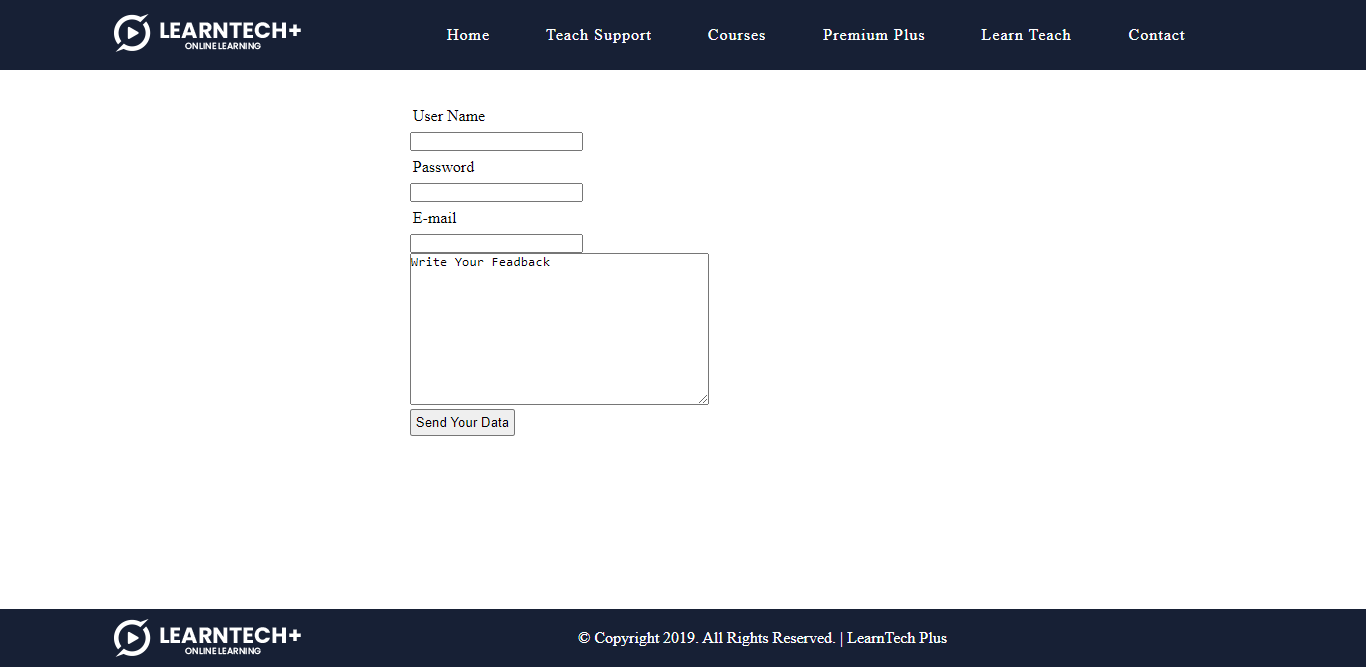 LEARNTECH+
ONLINE LEARNING
Home Teach Support Courses Premium Plus Learn Teach Contact
User Name
Password
E-mail
Write Your Feadback
Send Your Data
LEARNTECH+
ONLINE LEARNING
© Copyright 2019. All Rights Reserved. | LearnTech Plus